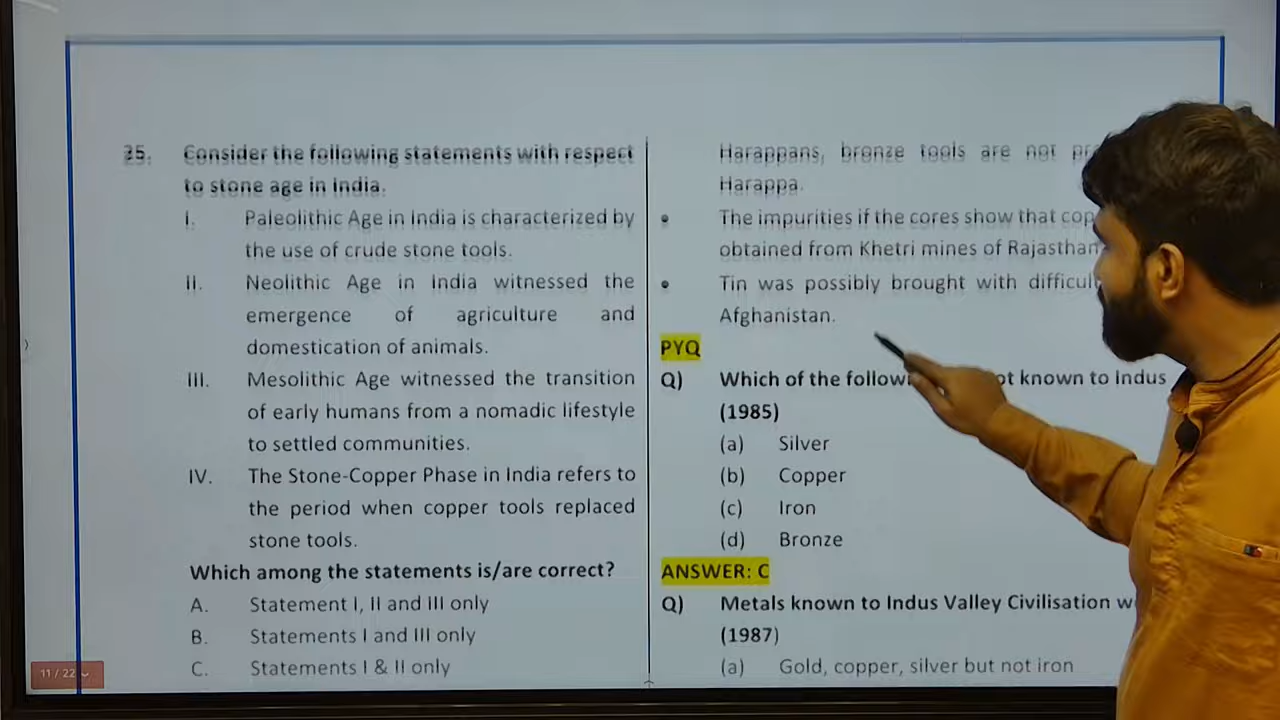 25. Consider the following statements with respect
to stone age in India.
I. Paleolithic Age in India is characterized by
the use of crude stone tools.
II. Neolithic Age in India witnessed the
emergence of agriculture and
domestication of animals.
III. Mesolithic Age witnessed the transition
of early humans from a nomadic lifestyle
to settled communities.
IV. The Stone-Copper Phase in India refers to
the period when copper tools replaced
stone tools.
Which among the statements is/are correct?
A. Statement I, II and III only
B. Statements I and III only
C. Statements I & II only
Harappans, bronze tools are not
Harappa.
• The impurities if the cores show that
obtained from Khetri mines of Rajasthan
• Tin was possibly brought with
Afghanistan.
PYQ
Q) Which of the known to Indus
(1985)
(a) Silver
(b) Copper
(c) Iron
(d) Bronze
ANSWER: C
Q) Metals known to Indus Valley Civilisation
(1987)
(a) Gold, copper, silver but not iron
11 / 22